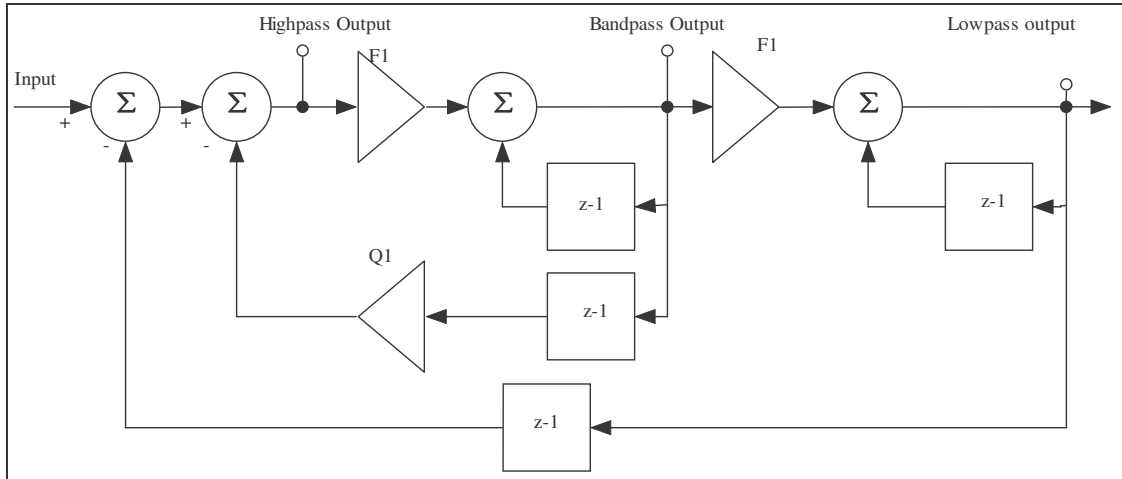 Highpass Output
Bandpass Output
Lowpass output
F1
F1
Input
Σ
Σ
Σ
Σ
+
-
+
-
z-1
z-1
Q1
z-1
z-1